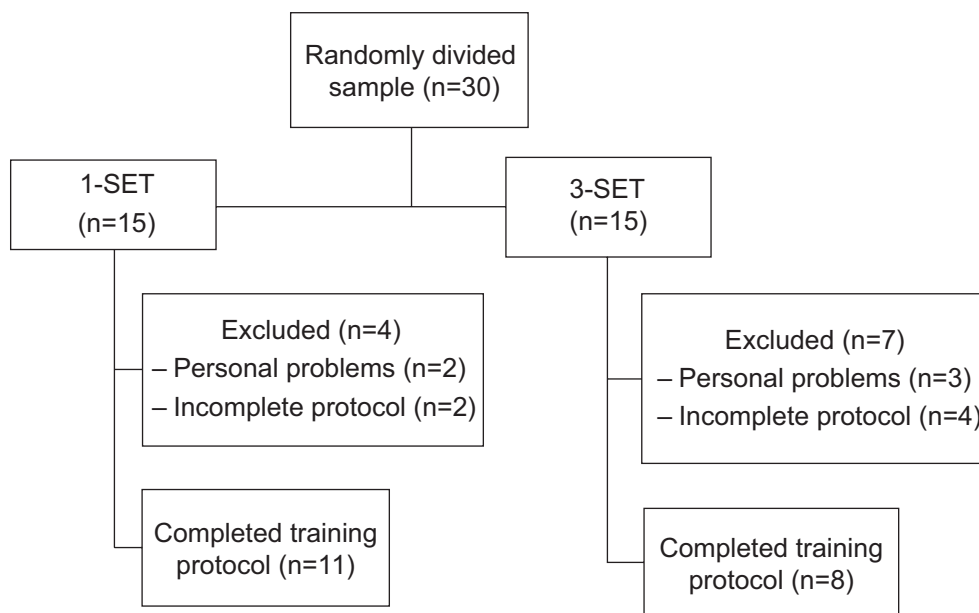 Randomly divided
sample (n=30)
1-SET
(n=15)
3-SET
(n=15)
Excluded (n=4)
– Personal problems (n=2)
– Incomplete protocol (n=2)
Excluded (n=7)
– Personal problems (n=3)
– Incomplete protocol (n=4)
Completed training
protocol (n=11)
Completed training
protocol (n=8)